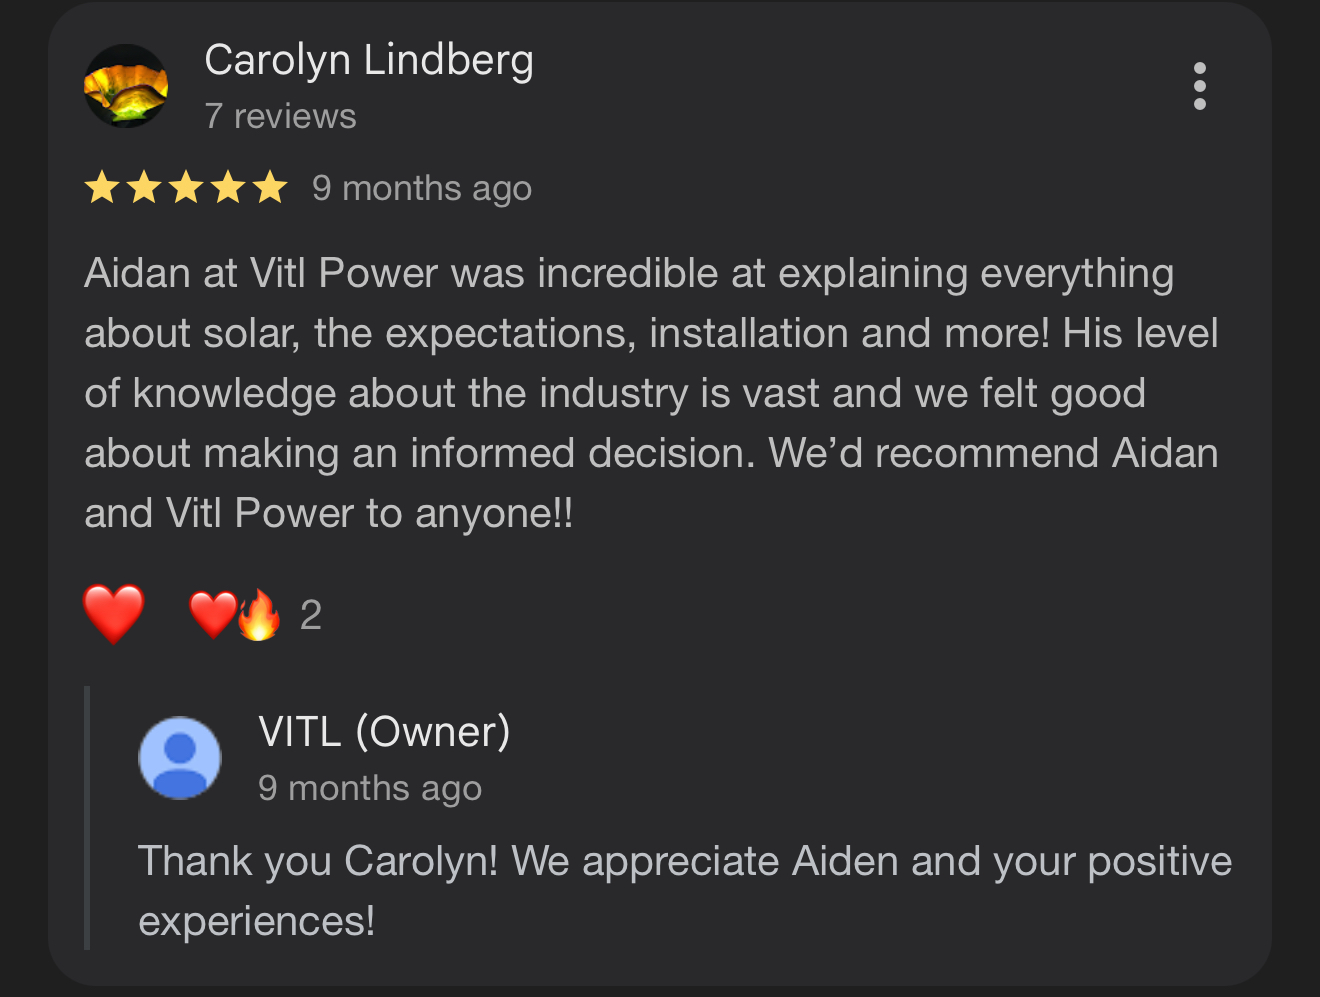 Carolyn Lindberg
7 reviews
9 months ago
Aidan at Vitl Power was incredible at explaining everything
about solar, the expectations, installation and more! His level
of knowledge about the industry is vast and we felt good
about making an informed decision. We’d recommend Aidan
and Vitl Power to anyone!!
2
VITL (Owner)
9 months ago
Thank you Carolyn! We appreciate Aiden and your positive
experiences!